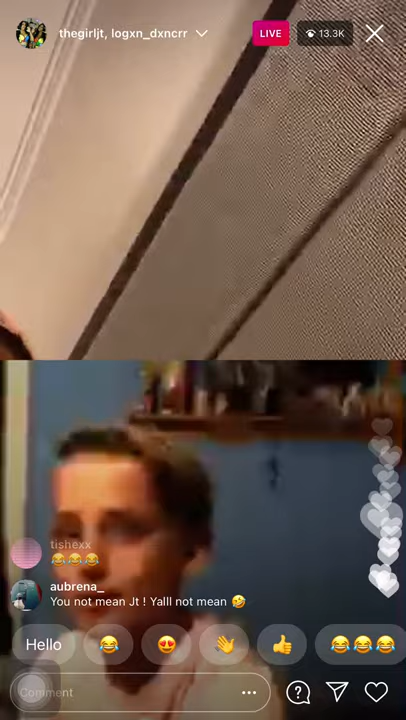 thegirljt, logxn_dxncrr
LIVE
13.3K
tishexx
😂😂😂
aubrena_
You not mean Jt ! Yalll not mean 🤣
Hello 😂 😍 👋 👍 😂😂😂
Comment